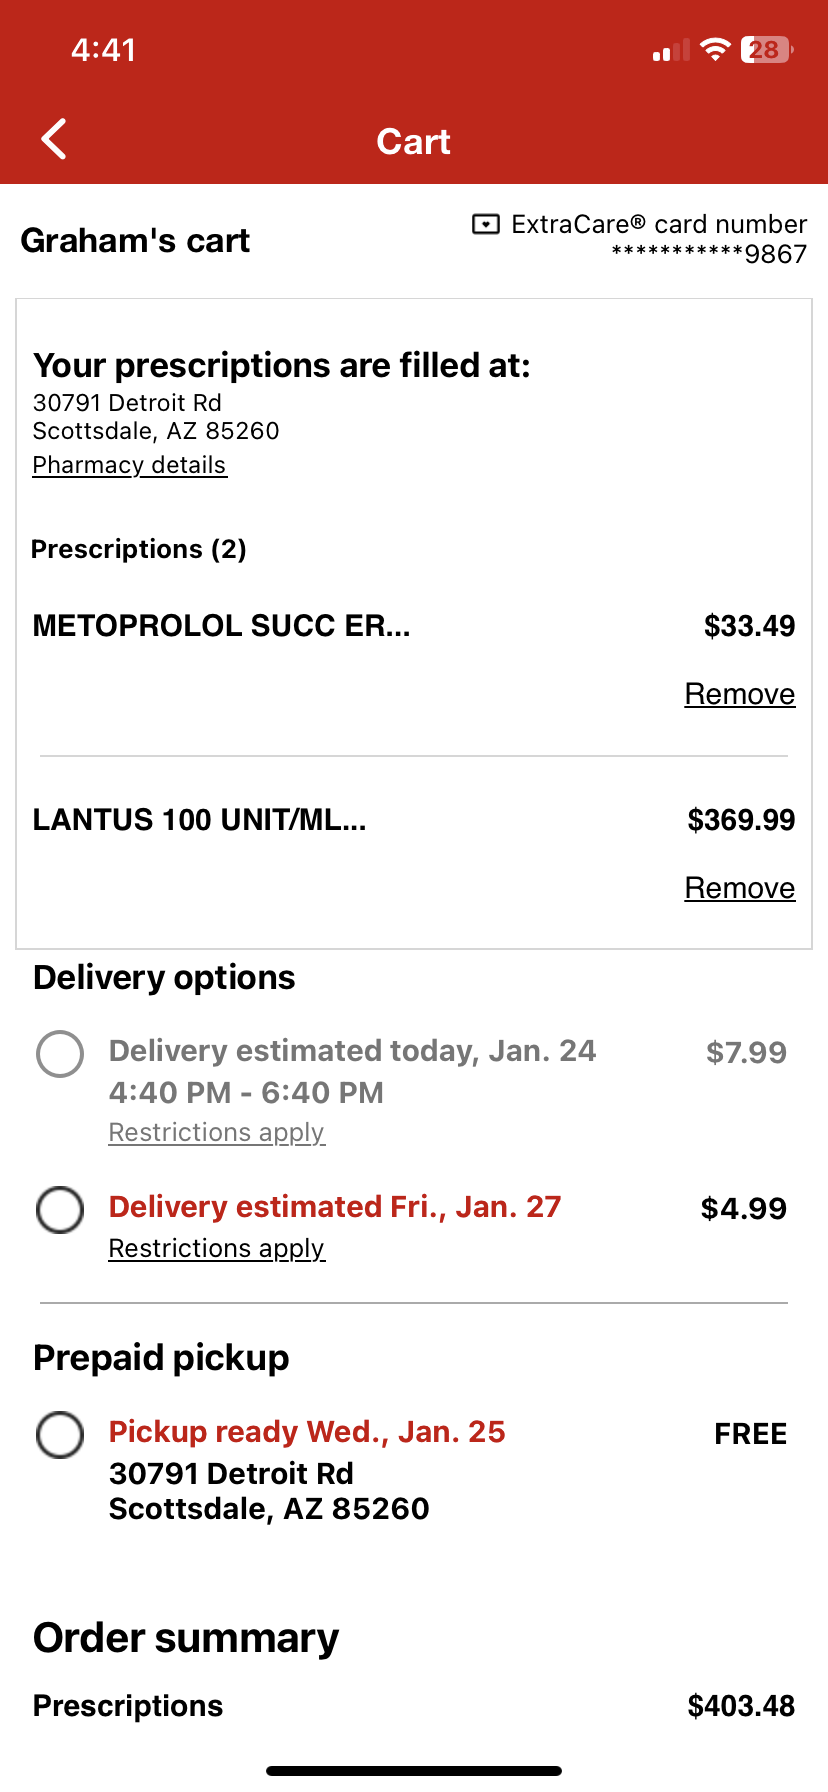 4:41
28
Cart
Graham's cart
ExtraCare® card number
***********9867
Your prescriptions are filled at:
30791 Detroit Rd
Scottsdale, AZ 85260
Pharmacy details
Prescriptions (2)
METOPROLOL SUCC ER... $33.49
Remove
LANTUS 100 UNIT/ML... $369.99
Remove
Delivery options
Delivery estimated today, Jan. 24 $7.99
4:40 PM - 6:40 PM
Restrictions apply
Delivery estimated Fri., Jan. 27 $4.99
Restrictions apply
Prepaid pickup
Pickup ready Wed., Jan. 25 FREE
30791 Detroit Rd
Scottsdale, AZ 85260
Order summary
Prescriptions $403.48